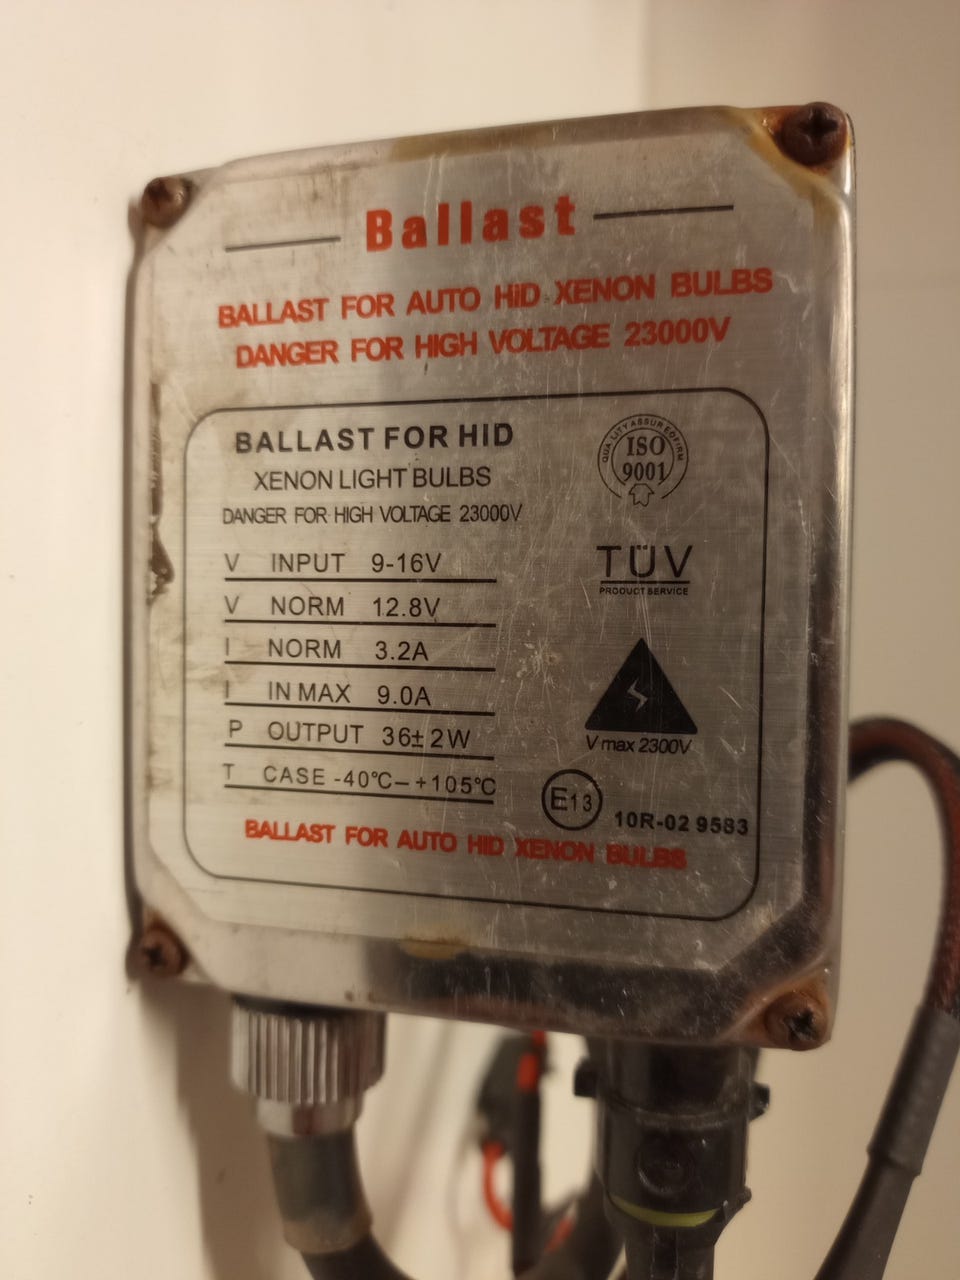 Ballast
BALLAST FOR AUTO HID XENON BULBS
DANGER FOR HIGH VOLTAGE 23000V
BALLAST FOR HID
XENON LIGHT BULBS
DANGER FOR HIGH VOLTAGE 23000V
V INPUT 9-16V
V NORM 12.8V
I NORM 3.2A
I IN MAX 9.0A
P OUTPUT 36±2W
T CASE -40°C–+105°C
QUALITY ASSUR EDFIRM
ISO
9001
TÜV
PRODUCT SERVICE
V max 2300V
E13
10R-02 9583
BALLAST FOR AUTO HID XENON BULBS